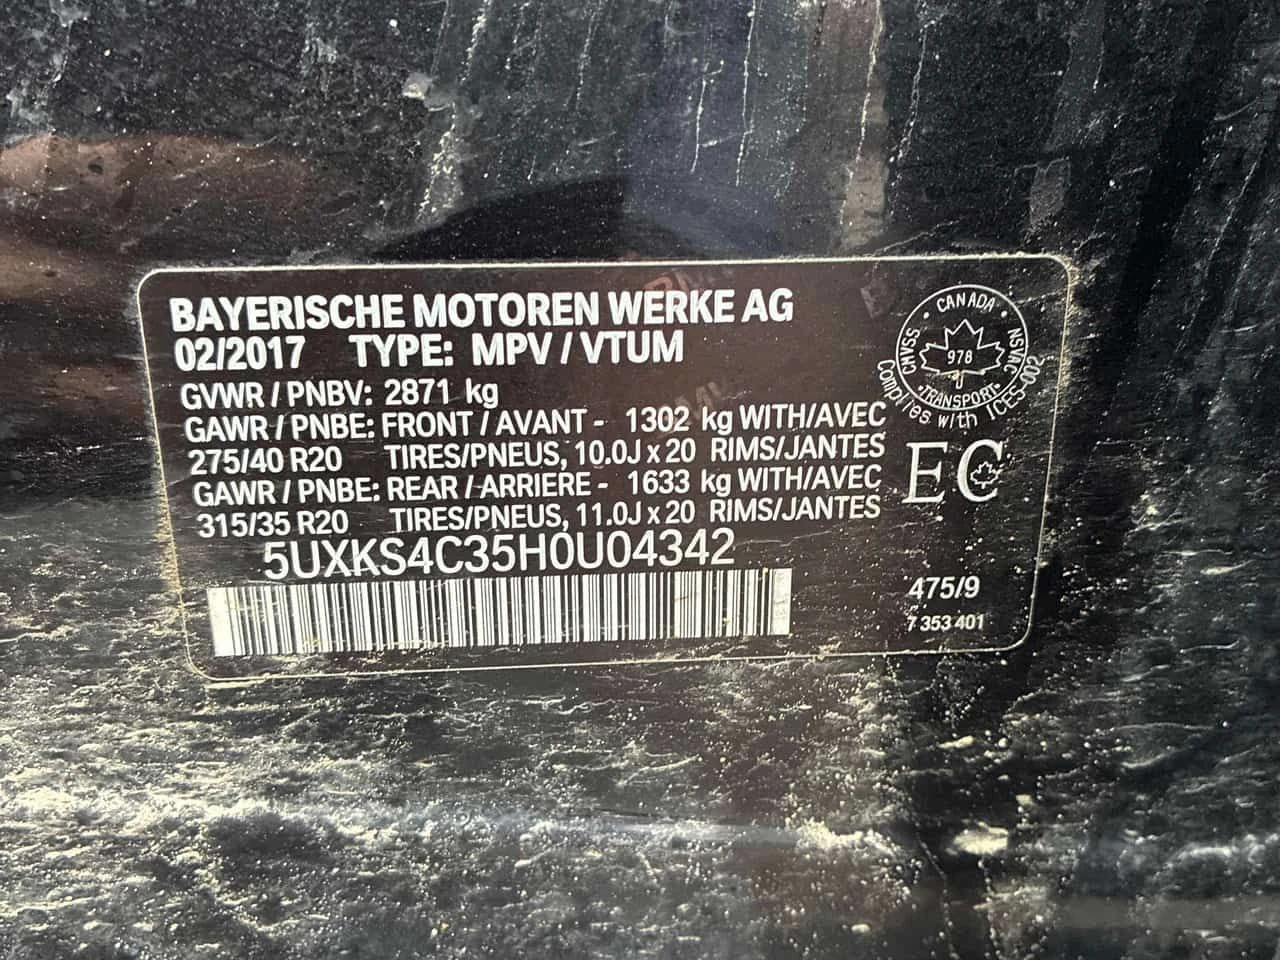 BAYERISCHE MOTOREN WERKE AG
02/2017 TYPE: MPV / VTUM
GVWR / PNBV: 2871 kg
GAWR / PNBE: FRONT / AVANT - 1302 kg WITH/AVEC
275/40 R20 TIRES/PNEUS, 10.0J x 20 RIMS/JANTES
GAWR / PNBE: REAR / ARRIERE - 1633 kg WITH/AVEC
315/35 R20 TIRES/PNEUS, 11.0J x 20 RIMS/JANTES
5UXKS4C35H0U04342
· CANADA ·
CMVSS
NSVAC
978
· TRANSPORT ·
Complies with ICES-002
EC
475/9
7 353 401